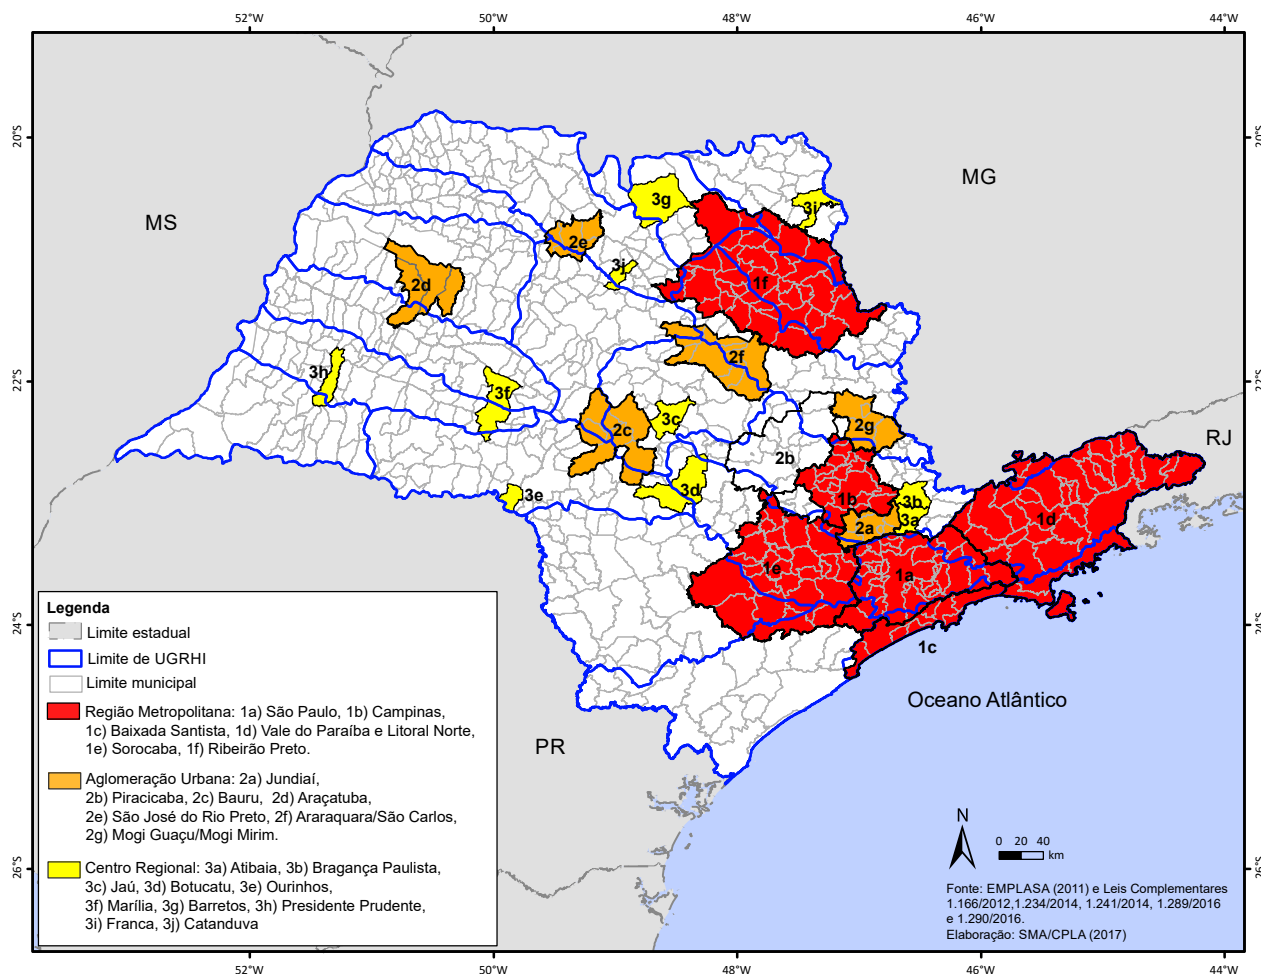 52°W 50°W 48°W 46°W 44°W
20°S 20°S
MG
MS
3g
3i
2e
3j
2d
1f
2f
3h
22°S 22°S
3f
3c
2c
2g
RJ
2b
3d
3e
1b
3b
3a
2a
1d
1e
1a
24°S 24°S
1c
Oceano Atlântico
PR
Legenda
Limite estadual
Limite de UGRHI
Limite municipal
Região Metropolitana: 1a) São Paulo, 1b) Campinas,
1c) Baixada Santista, 1d) Vale do Paraíba e Litoral Norte,
1e) Sorocaba, 1f) Ribeirão Preto.
Aglomeração Urbana: 2a) Jundiaí,
2b) Piracicaba, 2c) Bauru, 2d) Araçatuba,
2e) São José do Rio Preto, 2f) Araraquara/São Carlos,
2g) Mogi Guaçu/Mogi Mirim.
Centro Regional: 3a) Atibaia, 3b) Bragança Paulista,
3c) Jaú, 3d) Botucatu, 3e) Ourinhos,
3f) Marília, 3g) Barretos, 3h) Presidente Prudente,
3i) Franca, 3j) Catanduva
N
0 20 40
km
26°S 26°S
Fonte: EMPLASA (2011) e Leis Complementares
1.166/2012,1.234/2014, 1.241/2014, 1.289/2016
e 1.290/2016.
Elaboração: SMA/CPLA (2017)
52°W 50°W 48°W 46°W 44°W